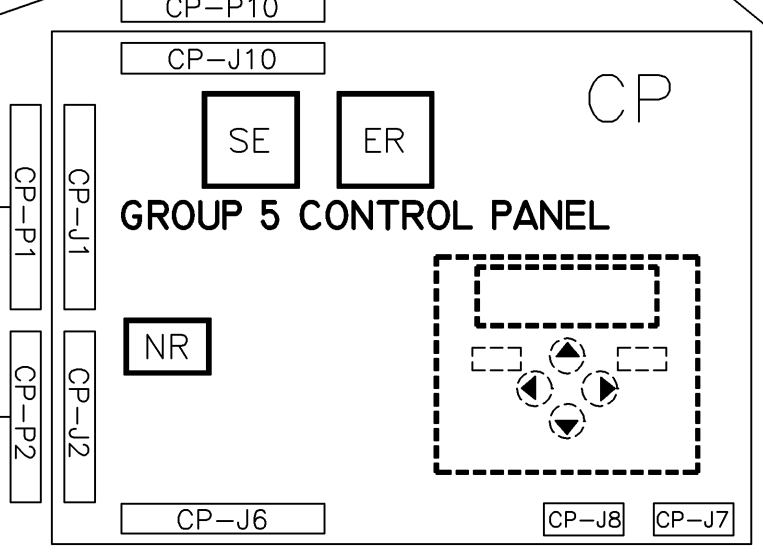 CP-P10
CP-J10
CP
SE
ER
CP-P1
CP-J1
GROUP 5 CONTROL PANEL
NR
CP-P2
CP-J2
CP-J6
CP-J8
CP-J7